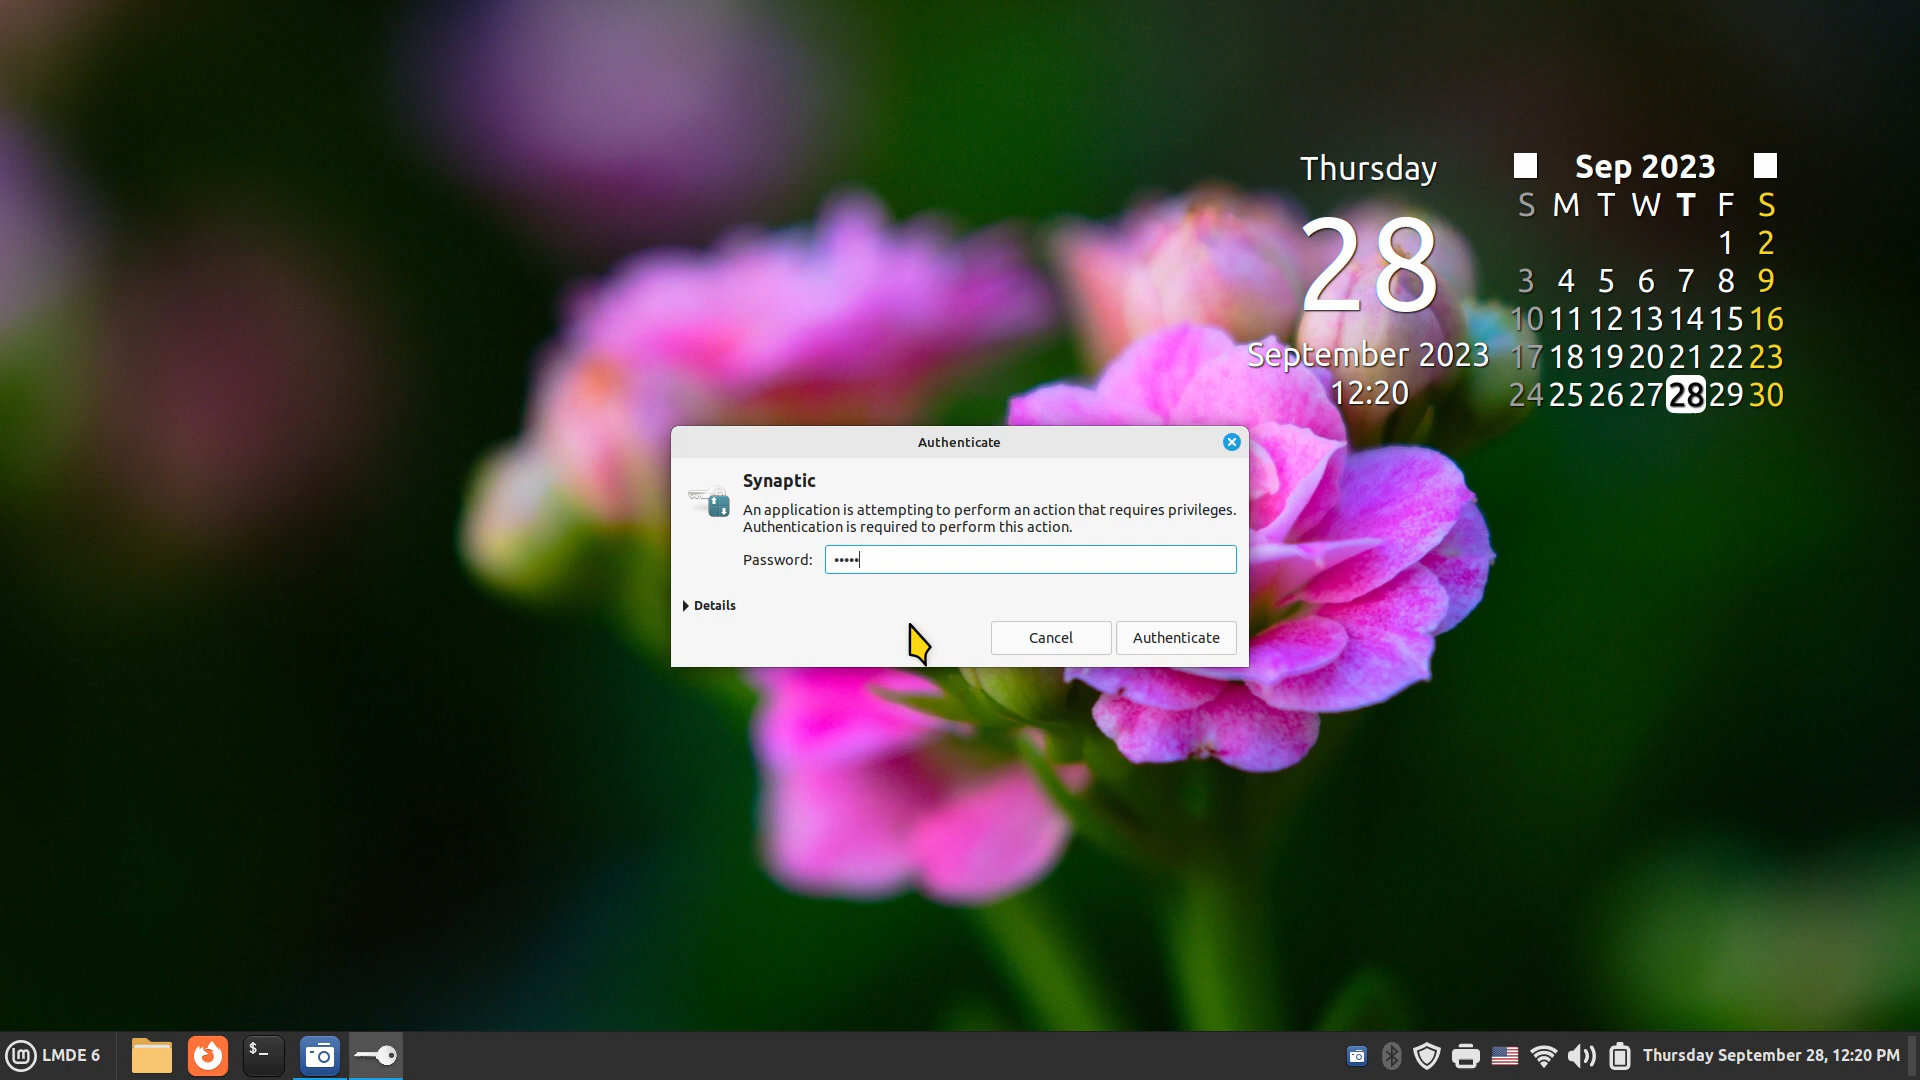 Thursday
28
September 2023
12:20
Sep 2023
S M T W T F S
1 2
3 4 5 6 7 8 9
10 11 12 13 14 15 16
17 18 19 20 21 22 23
24 25 26 27 28 29 30
Authenticate
Synaptic
An application is attempting to perform an action that requires privileges.
Authentication is required to perform this action.
Password: •••••
Details
Cancel Authenticate
LMDE 6
$_
Thursday September 28, 12:20 PM